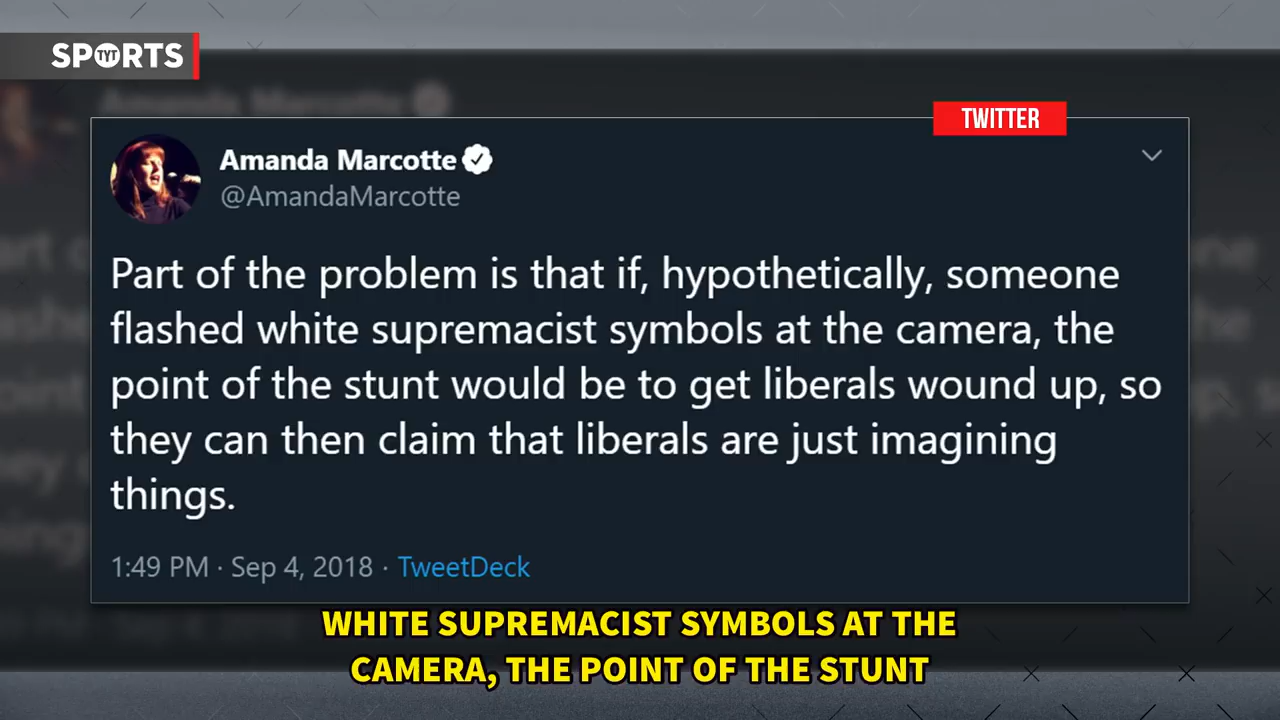 SPORTS
TYT
TWITTER
Amanda Marcotte
@AmandaMarcotte
Part of the problem is that if, hypothetically, someone
flashed white supremacist symbols at the camera, the
point of the stunt would be to get liberals wound up, so
they can then claim that liberals are just imagining
things.
1:49 PM · Sep 4, 2018 · TweetDeck
WHITE SUPREMACIST SYMBOLS AT THE
CAMERA, THE POINT OF THE STUNT